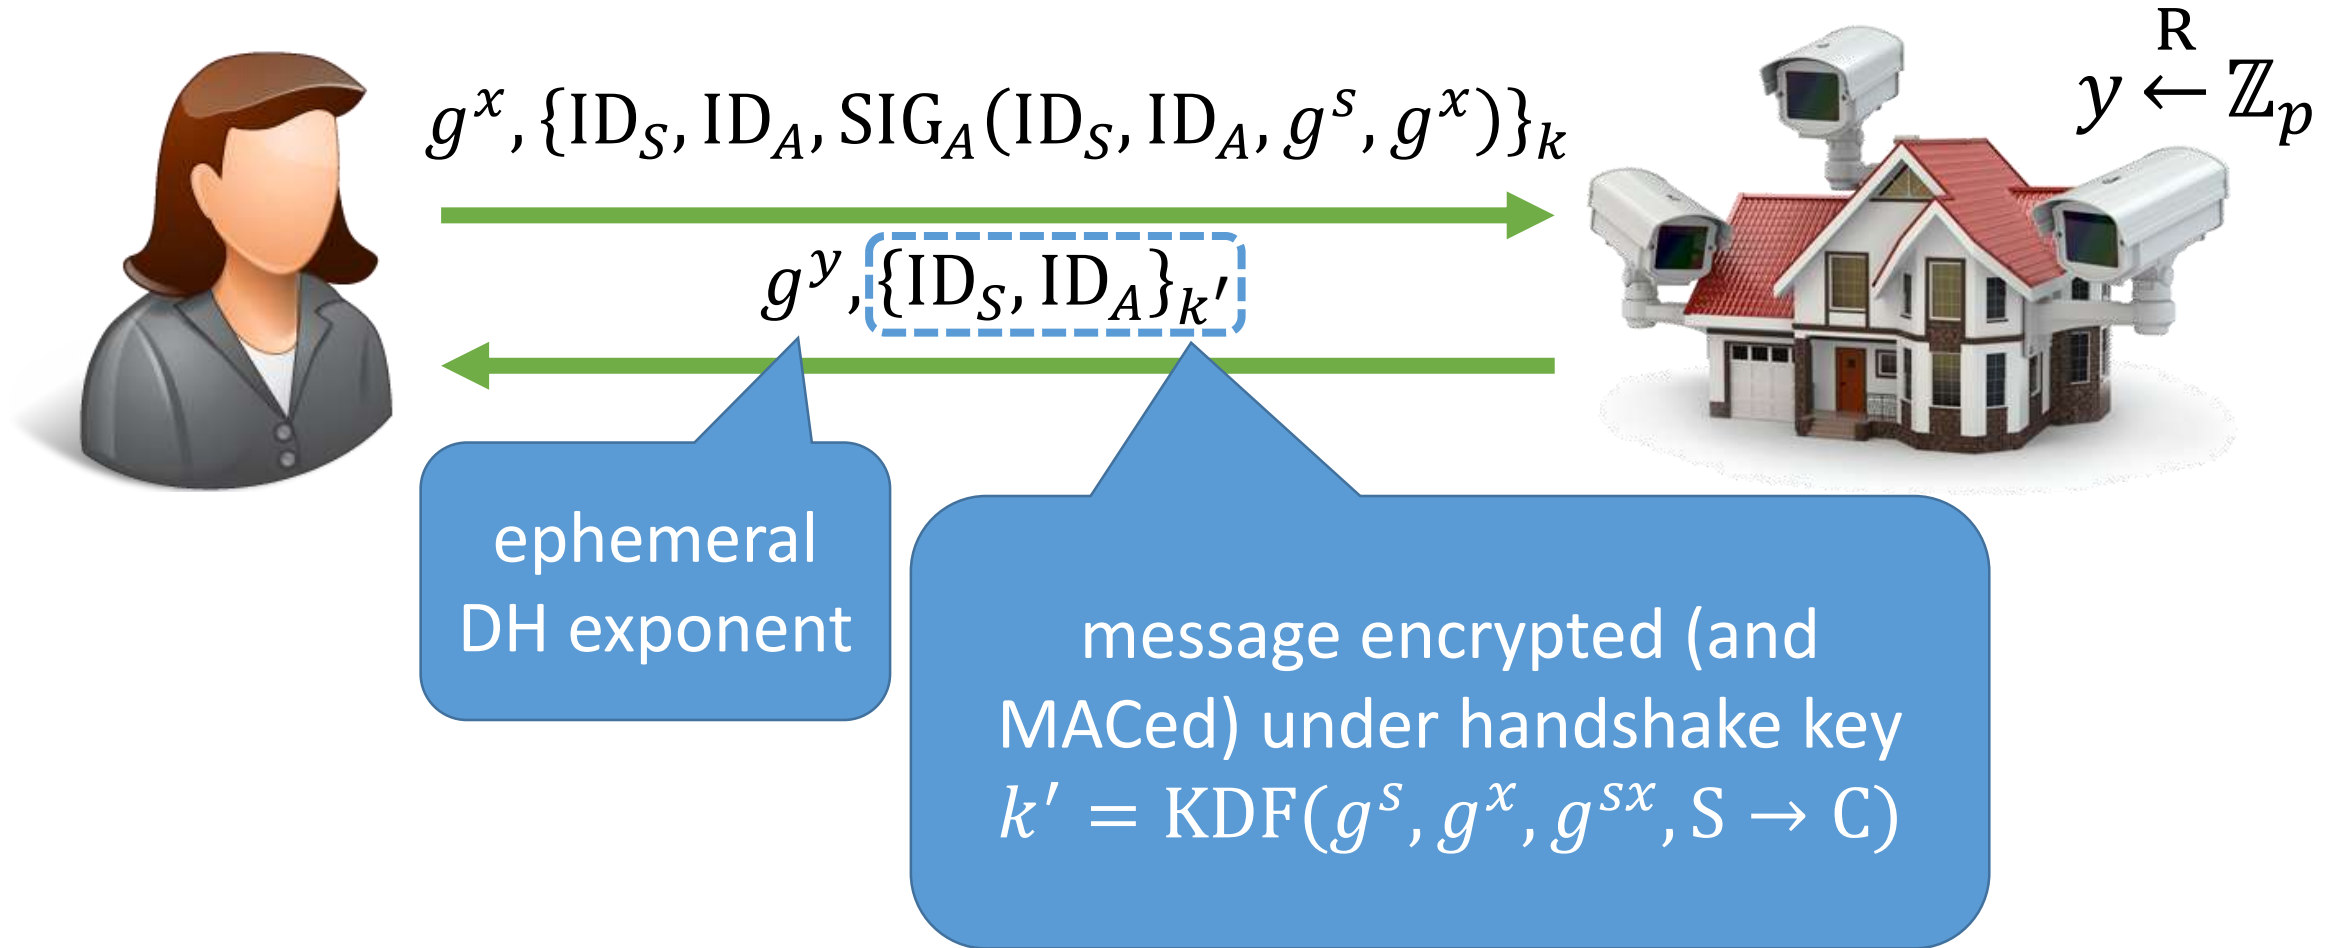 R
y ← ℤ_p
g^x, {ID_S, ID_A, SIG_A(ID_S, ID_A, g^s, g^x)}_k
g^y, {ID_S, ID_A}_k′
ephemeral
DH exponent
message encrypted (and
MACed) under handshake key
k′ = KDF(g^s, g^x, g^sx, S → C)